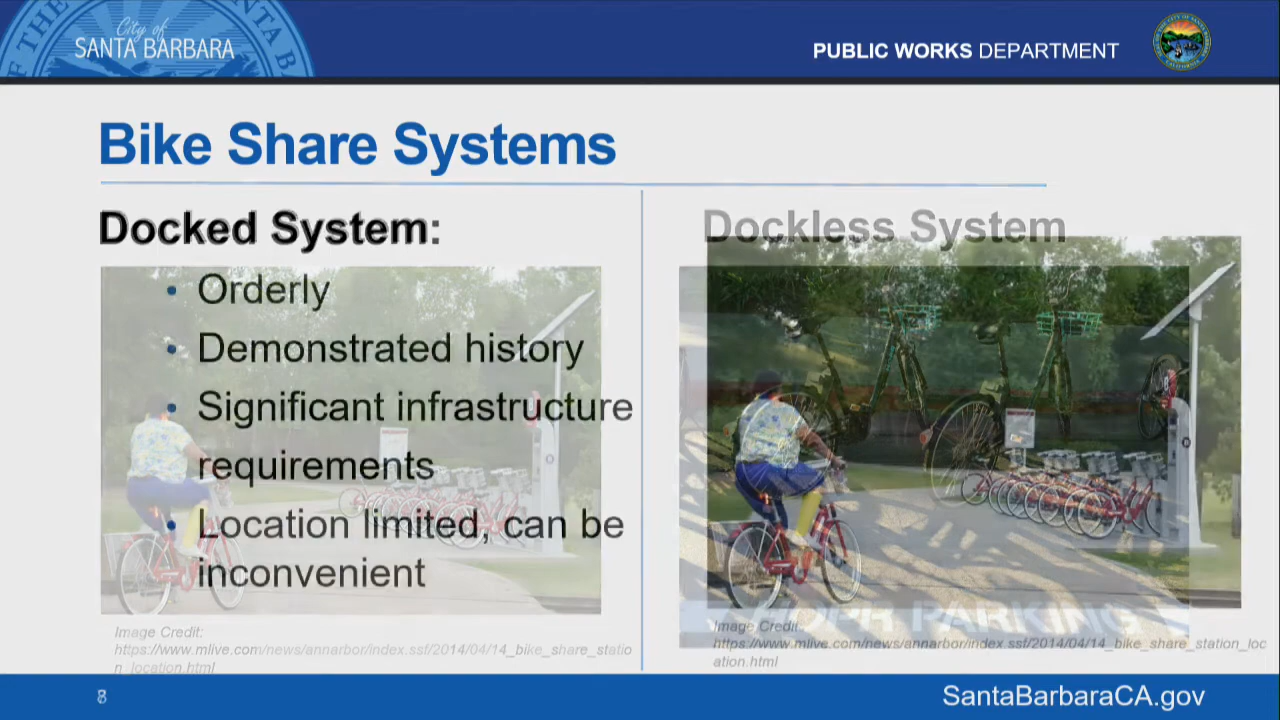 City of
SANTA BARBARA
PUBLIC WORKS DEPARTMENT
Bike Share Systems
Docked System:
• Orderly
• Demonstrated history
• Significant infrastructure
requirements
• Location limited, can be
inconvenient
Image Credit:
https://www.mlive.com/news/annarbor/index.ssf/2014/04/14_bike_share_statio
n_location.html
Dockless System
HOPR PARKING
Image Credit:
https://www.mlive.com/news/annarbor/index.ssf/2014/04/14_bike_share_station_loc
ation.html
SantaBarbaraCA.gov